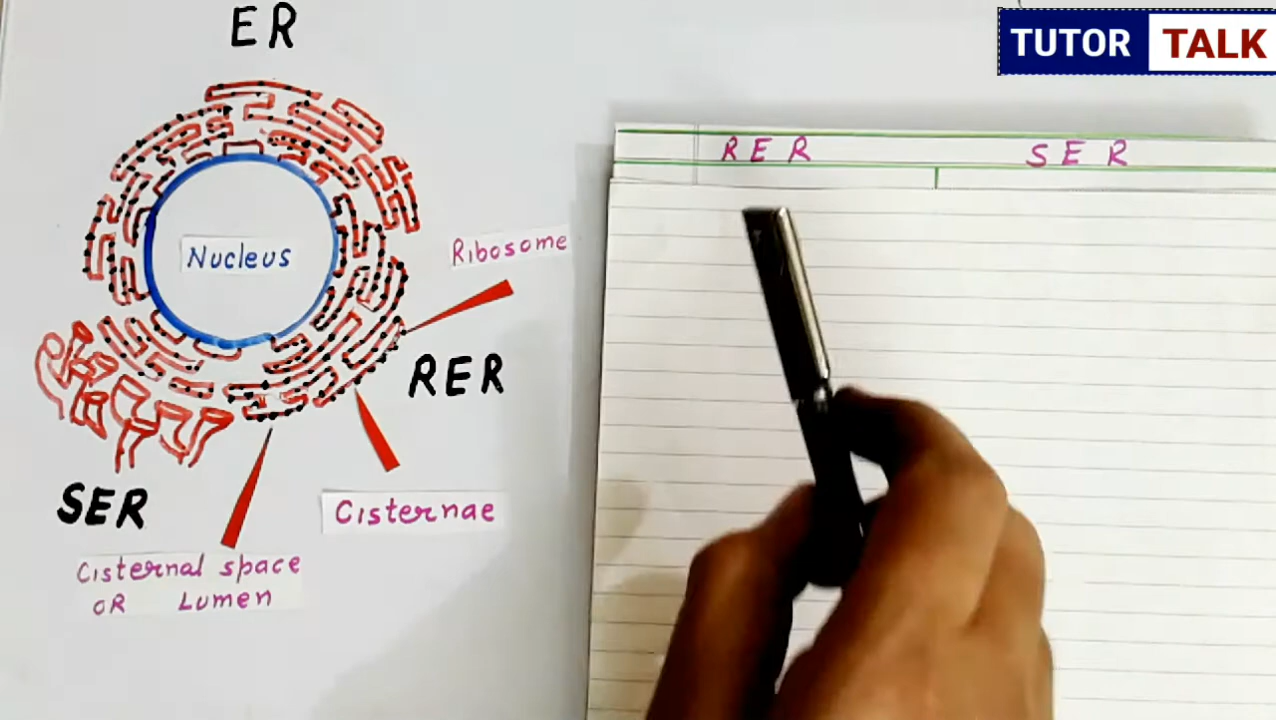 ER
TUTOR TALK
RER SER
Nucleus
Ribosome
RER
SER
Cisternae
Cisternal space
OR Lumen